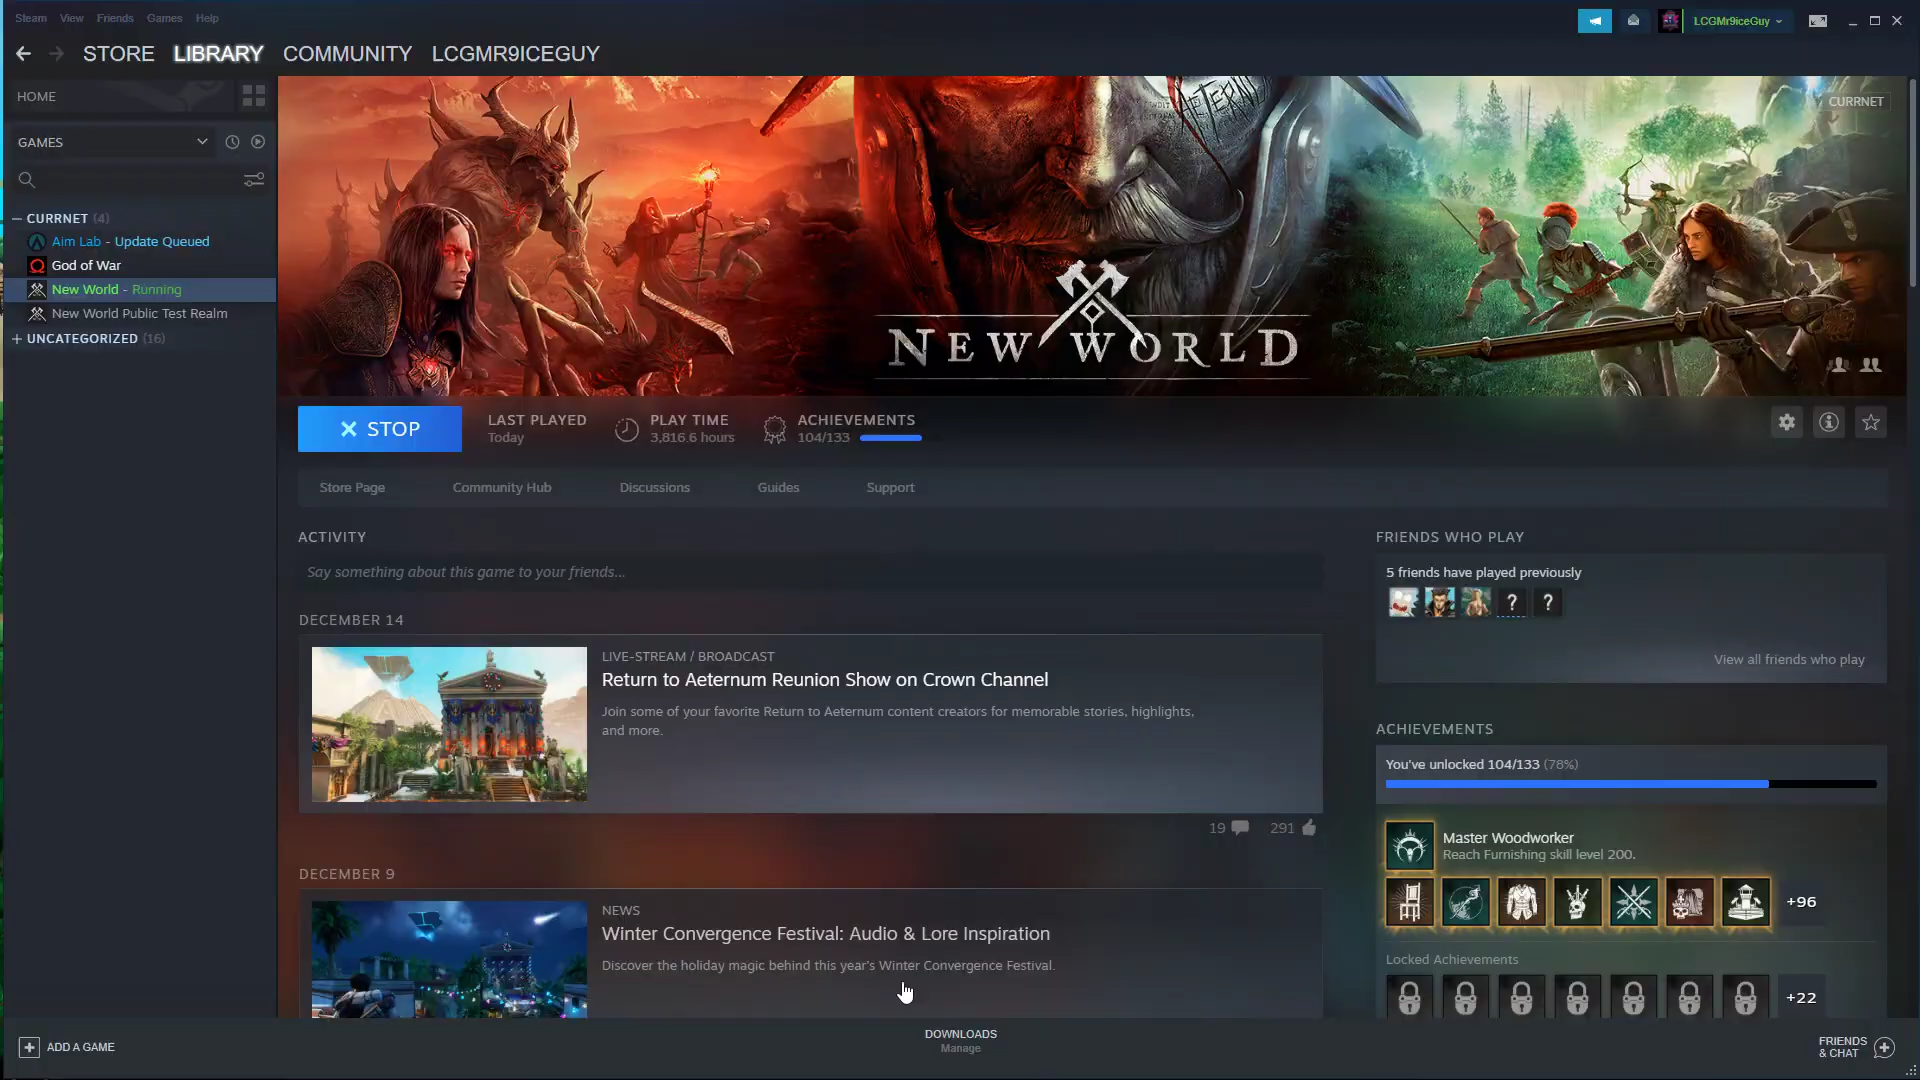 Steam View Friends Games Help
LCGMr9iceGuy
STORE LIBRARY COMMUNITY LCGMR9ICEGUY
HOME
GAMES
CURRNET (4)
Aim Lab - Update Queued
God of War
New World - Running
New World Public Test Realm
UNCATEGORIZED (16)
CURRNET
NEW WORLD
STOP
LAST PLAYED
Today
PLAY TIME
3,816.6 hours
ACHIEVEMENTS
104/133
Store Page Community Hub Discussions Guides Support
ACTIVITY
Say something about this game to your friends...
DECEMBER 14
LIVE-STREAM / BROADCAST
Return to Aeternum Reunion Show on Crown Channel
Join some of your favorite Return to Aeternum content creators for memorable stories, highlights,
and more.
19 291
DECEMBER 9
NEWS
Winter Convergence Festival: Audio & Lore Inspiration
Discover the holiday magic behind this year's Winter Convergence Festival.
FRIENDS WHO PLAY
5 friends have played previously
? ?
View all friends who play
ACHIEVEMENTS
You've unlocked 104/133 (78%)
Master Woodworker
Reach Furnishing skill level 200.
+96
Locked Achievements
+22
ADD A GAME
DOWNLOADS
Manage
FRIENDS
& CHAT